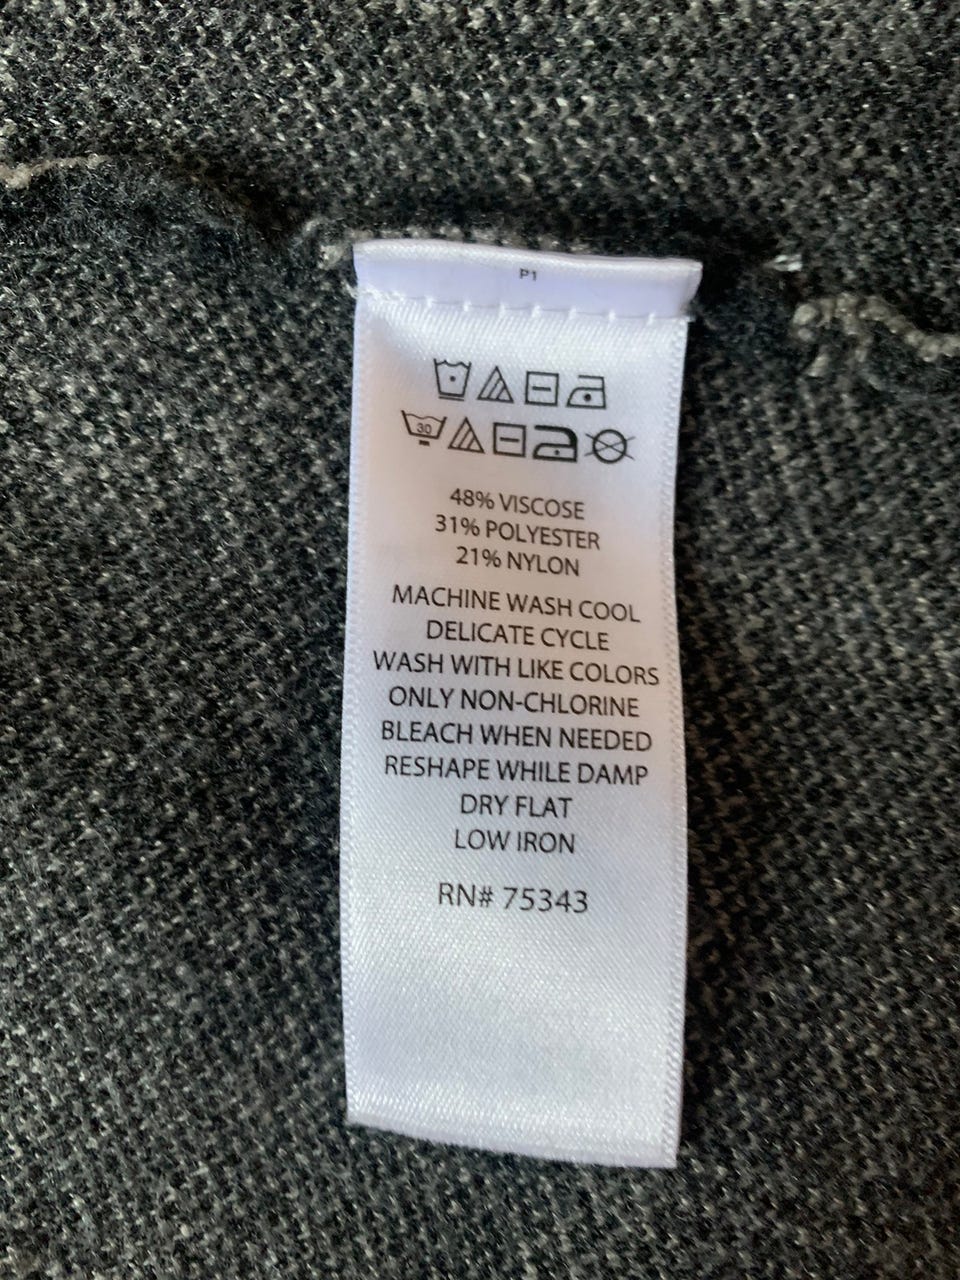 P1
30
48% VISCOSE
31% POLYESTER
21% NYLON
MACHINE WASH COOL
DELICATE CYCLE
WASH WITH LIKE COLORS
ONLY NON-CHLORINE
BLEACH WHEN NEEDED
RESHAPE WHILE DAMP
DRY FLAT
LOW IRON
RN# 75343